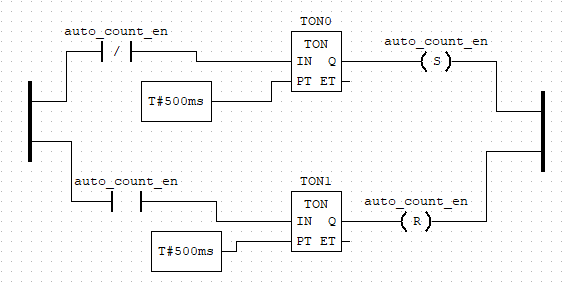 TON0
auto_count_en
auto_count_en
/
TON
IN Q
S
PT ET
T#500ms
TON1
auto_count_en
auto_count_en
TON
IN Q
R
PT ET
T#500ms